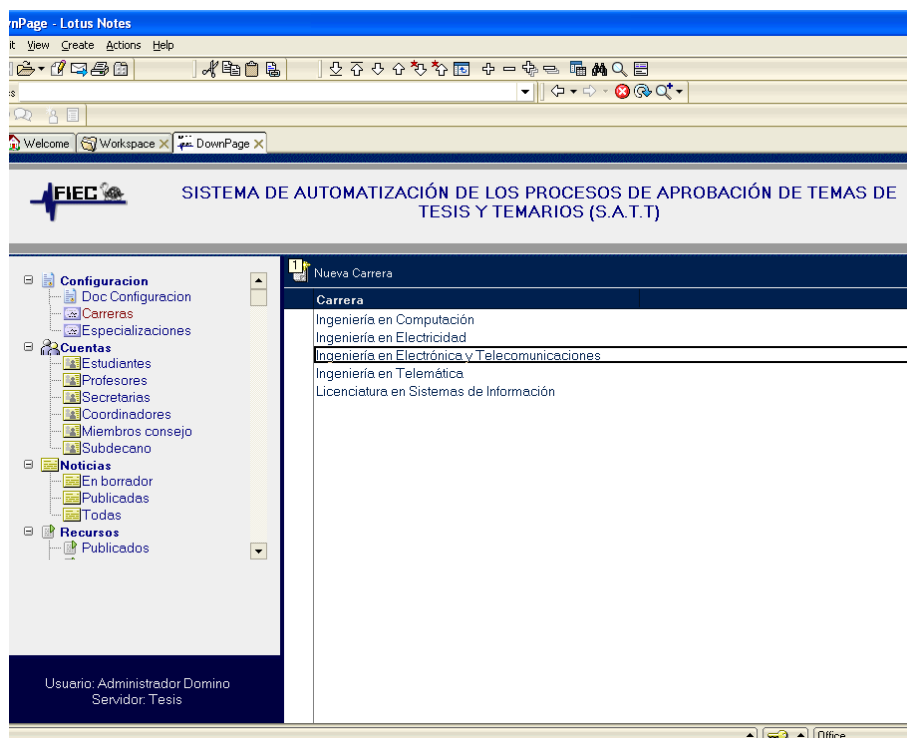 wnPage - Lotus Notes
it View Create Actions Help
s
Welcome Workspace DownPage
FIEC
SISTEMA DE AUTOMATIZACIÓN DE LOS PROCESOS DE APROBACIÓN DE TEMAS DE
TESIS Y TEMARIOS (S.A.T.T)
Configuracion
Doc Configuracion
Carreras
Especializaciones
Cuentas
Estudiantes
Profesores
Secretarias
Coordinadores
Miembros consejo
Subdecano
Noticias
En borrador
Publicadas
Todas
Recursos
Publicados
Usuario: Administrador Domino
Servidor: Tesis
1 Nueva Carrera
Carrera
Ingeniería en Computación
Ingeniería en Electricidad
Ingeniería en Electrónica y Telecomunicaciones
Ingeniería en Telemática
Licenciatura en Sistemas de Información
Office